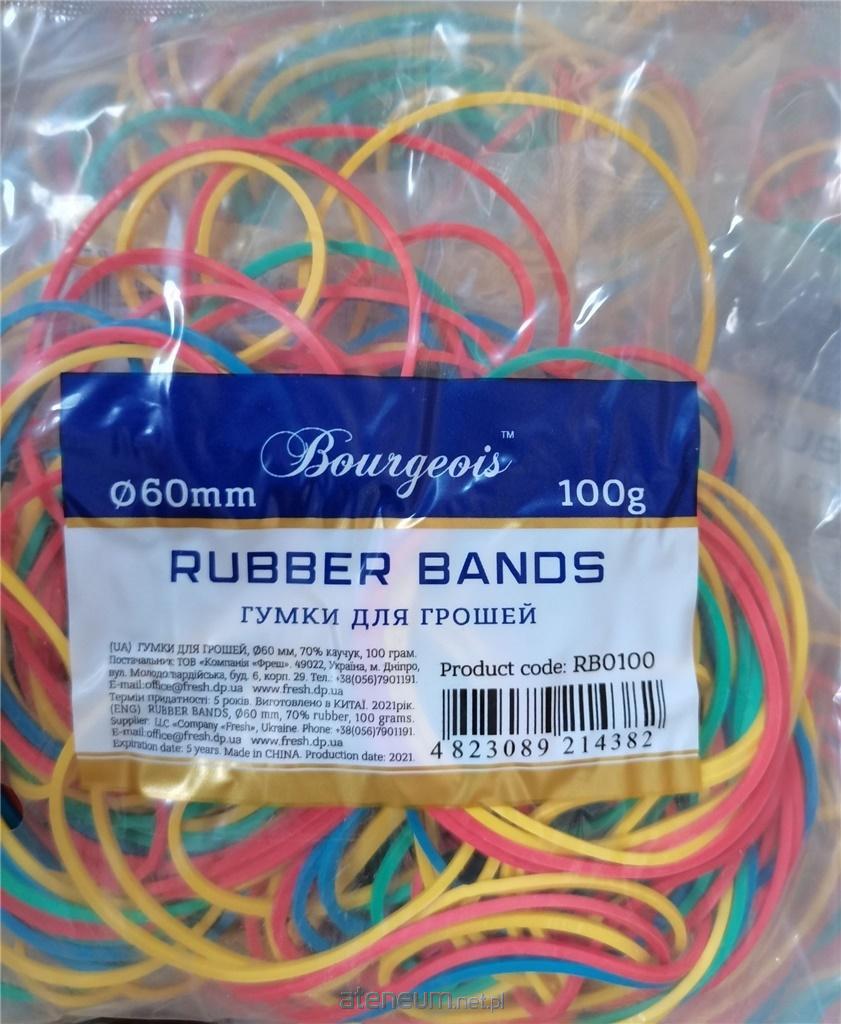 Bourgeois™
Ø60mm 100g
RUBBER BANDS
ГУМКИ ДЛЯ ГРОШЕЙ
(UA) ГУМКИ ДЛЯ ГРОШЕЙ, Ø60 мм, 70% каучук, 100 грам.
Постачальник: ТОВ «Компанія «Фреш». 49022, Україна, м. Дніпро,
вул. Молодогвардійська, буд. 6, корп. 29. Тел.: +38(056)7901191.
E-mail:office@fresh.dp.ua www.fresh.dp.ua
Термін придатності: 5 років. Виготовлено в КИТАЇ. 2021рік.
(ENG) RUBBER BANDS, Ø60 mm, 70% rubber, 100 grams.
Supplier: LLC «Company «Fresh», Ukraine. Phone: +38(056)7901191.
E-mail:office@fresh.dp.ua www.fresh.dp.ua
Expiration date: 5 years. Made in CHINA. Production date: 2021.
Product code: RB0100
4 823089 214382
ateneum.net.pl